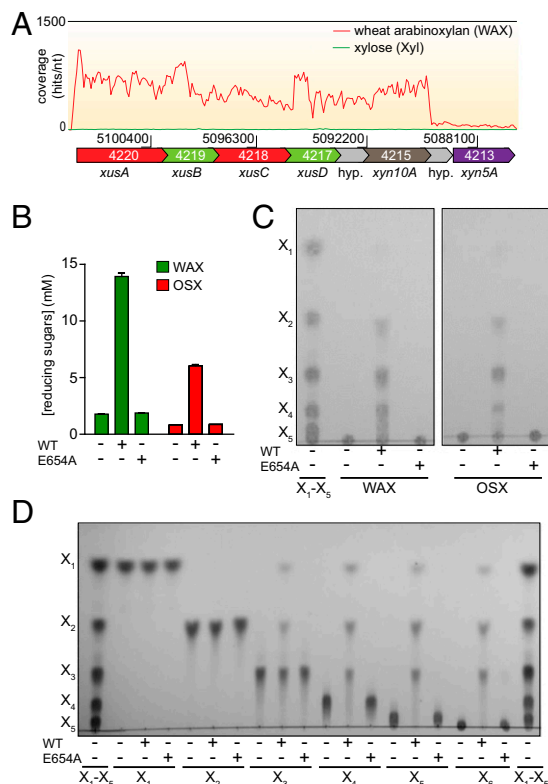 A
1500
coverage
(hits/nt)
0
wheat arabinoxylan (WAX)
xylose (Xyl)
5100400 5096300 5092200 5088100
4220 4219 4218 4217 4215 4213
xusA xusB xusC xusD hyp. xyn10A hyp. xyn5A
B
[reducing sugars] (mM)
15
10
5
0
WAX
OSX
WT - + - - + -
E654A - - + - - +
C
X1
X2
X3
X4
X5
WT - - + - - + -
E654A - - - + - - +
X1-X5 WAX OSX
D
X1
X2
X3
X4
X5
WT - - + - - + - - + - - + - - + - - + - -
E654A - - - + - - + - - + - - + - - + - - + -
X1-X5 X1 X2 X3 X4 X5 X6 X1-X5